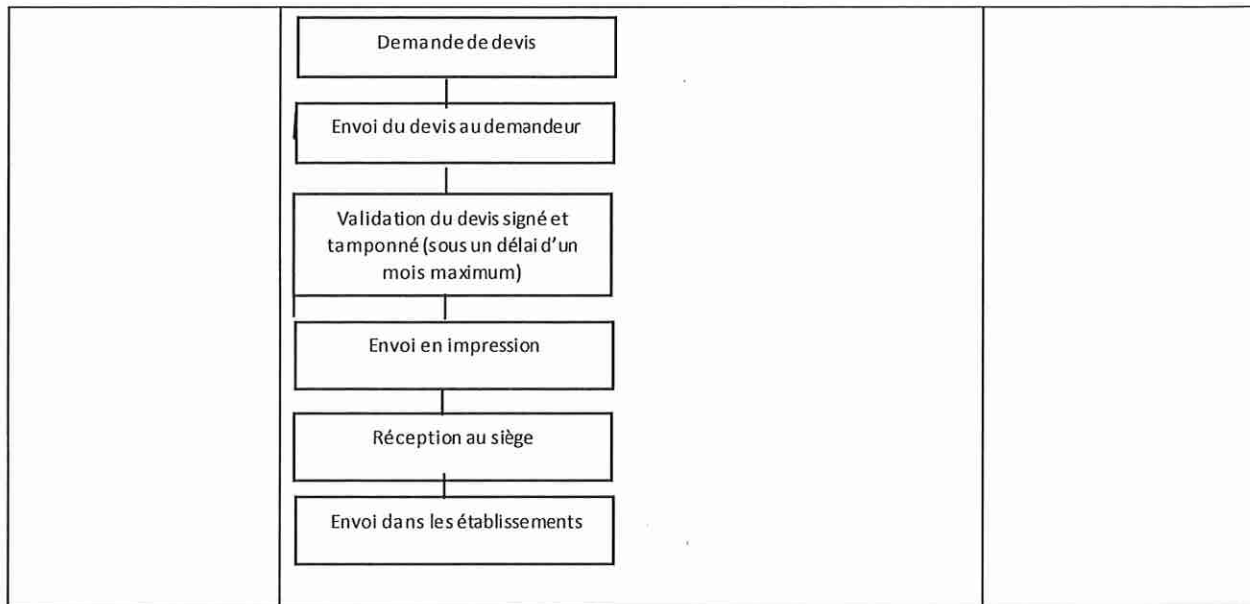 Demande de devis
Envoi du devis au demandeur
Validation du devis signé et
tamponné (sous un délai d'un
mois maximum)
Envoi en impression
Réception au siège
Envoi dans les établissements